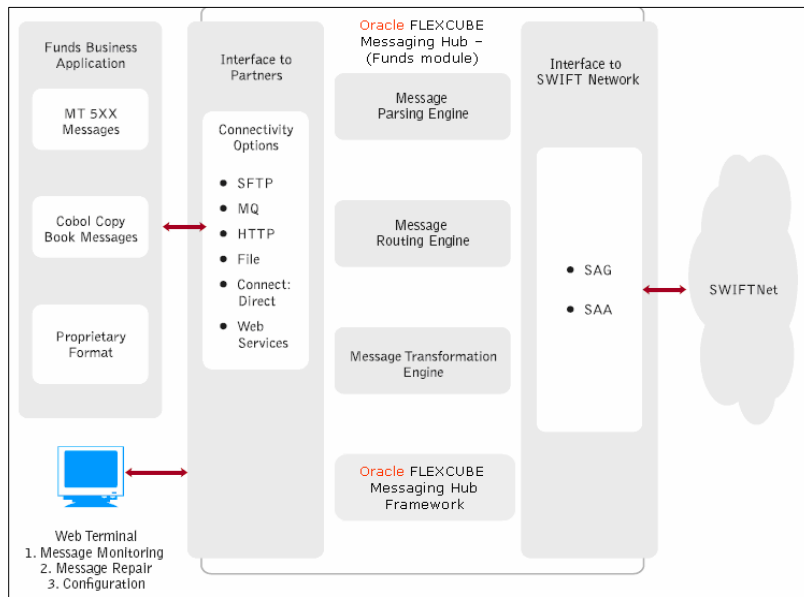 Funds Business
Application
MT 5XX
Messages
Cobol Copy
Book Messages
Proprietary
Format
Web Terminal
1. Message Monitoring
2. Message Repair
3. Configuration
Interface to
Partners
Connectivity
Options
• SFTP
• MQ
• HTTP
• File
• Connect:
Direct
• Web
Services
Oracle FLEXCUBE
Messaging Hub –
(Funds module)
Message
Parsing Engine
Message
Routing Engine
Message Transformation
Engine
Oracle FLEXCUBE
Messaging Hub
Framework
Interface to
SWIFT Network
• SAG
• SAA
SWIFTNet